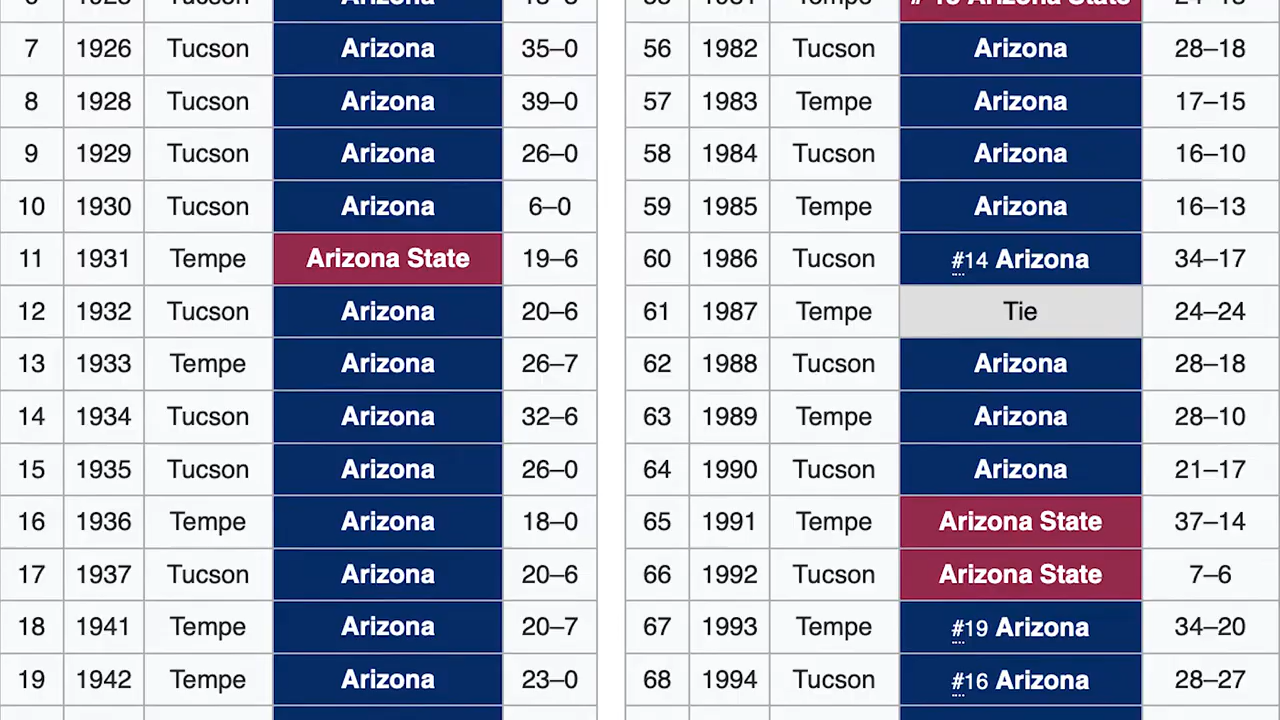 7 1926 Tucson Arizona 35–0 56 1982 Tucson Arizona 28–18
8 1928 Tucson Arizona 39–0 57 1983 Tempe Arizona 17–15
9 1929 Tucson Arizona 26–0 58 1984 Tucson Arizona 16–10
10 1930 Tucson Arizona 6–0 59 1985 Tempe Arizona 16–13
11 1931 Tempe Arizona State 19–6 60 1986 Tucson #14 Arizona 34–17
12 1932 Tucson Arizona 20–6 61 1987 Tempe Tie 24–24
13 1933 Tempe Arizona 26–7 62 1988 Tucson Arizona 28–18
14 1934 Tucson Arizona 32–6 63 1989 Tempe Arizona 28–10
15 1935 Tucson Arizona 26–0 64 1990 Tucson Arizona 21–17
16 1936 Tempe Arizona 18–0 65 1991 Tempe Arizona State 37–14
17 1937 Tucson Arizona 20–6 66 1992 Tucson Arizona State 7–6
18 1941 Tempe Arizona 20–7 67 1993 Tempe #19 Arizona 34–20
19 1942 Tempe Arizona 23–0 68 1994 Tucson #16 Arizona 28–27